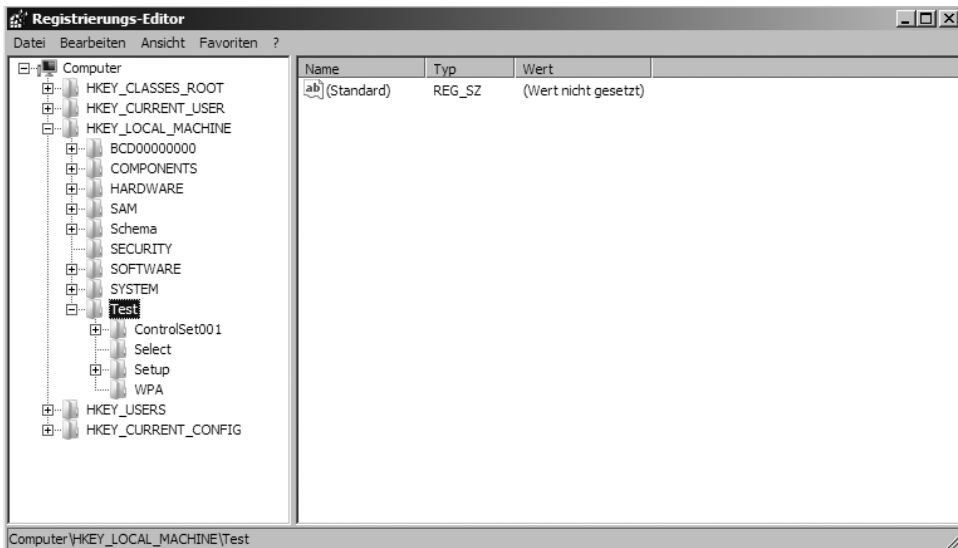 Registrierungs-Editor
Datei Bearbeiten Ansicht Favoriten ?
Computer
HKEY_CLASSES_ROOT
HKEY_CURRENT_USER
HKEY_LOCAL_MACHINE
BCD00000000
COMPONENTS
HARDWARE
SAM
Schema
SECURITY
SOFTWARE
SYSTEM
Test
ControlSet001
Select
Setup
WPA
HKEY_USERS
HKEY_CURRENT_CONFIG
Name Typ Wert
ab (Standard) REG_SZ (Wert nicht gesetzt)
Computer\HKEY_LOCAL_MACHINE\Test